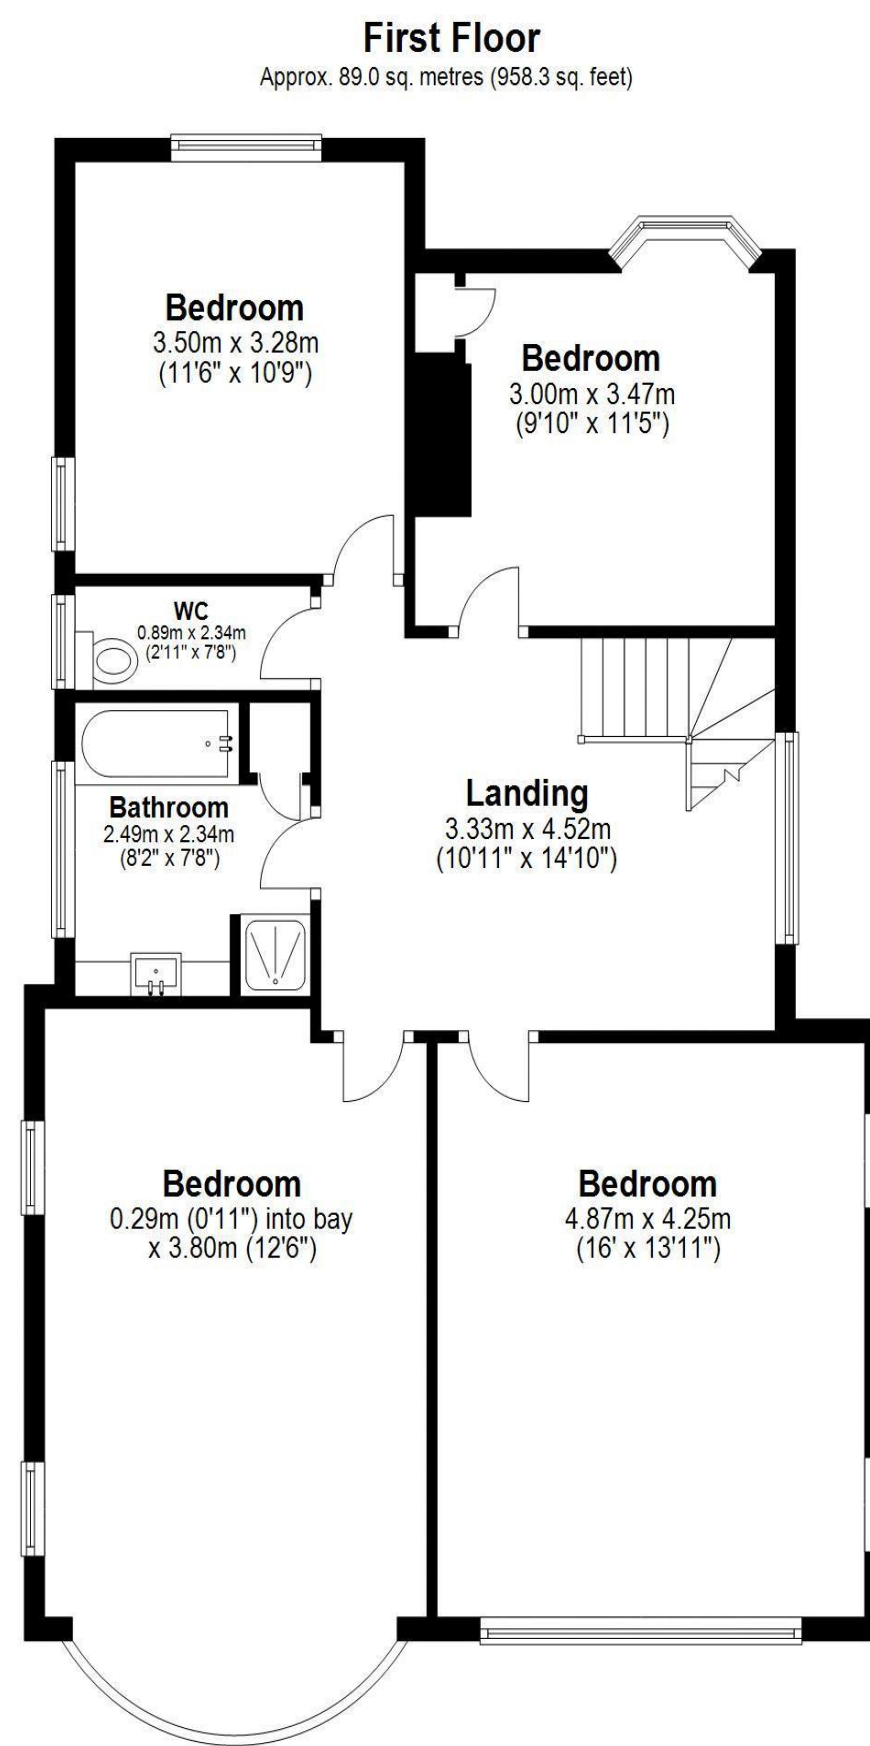 First Floor
Approx. 89.0 sq. metres (958.3 sq. feet)
Bedroom
3.50m x 3.28m
(11'6" x 10'9")
Bedroom
3.00m x 3.47m
(9'10" x 11'5")
WC
0.89m x 2.34m
(2'11" x 7'8")
Bathroom
2.49m x 2.34m
(8'2" x 7'8")
Landing
3.33m x 4.52m
(10'11" x 14'10")
Bedroom
0.29m (0'11") into bay
x 3.80m (12'6")
Bedroom
4.87m x 4.25m
(16' x 13'11")